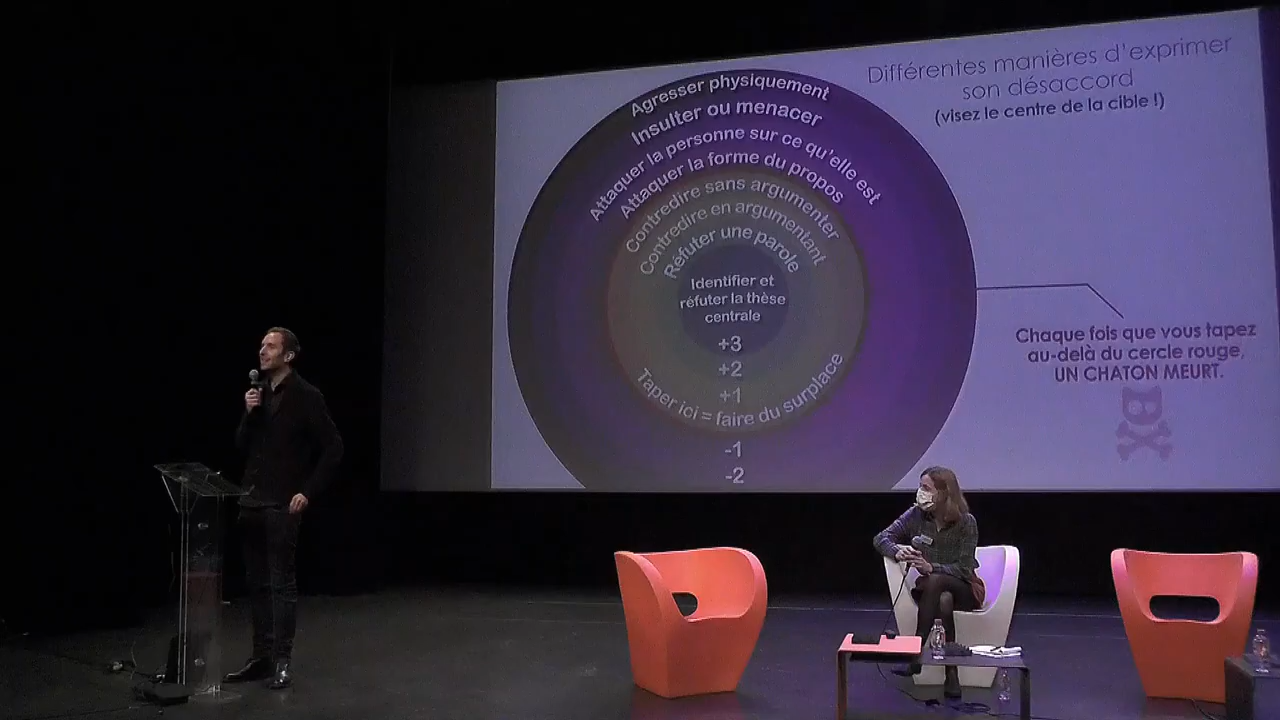 Différentes manières d'exprimer
son désaccord
(visez le centre de la cible !)
Agresser physiquement
Insulter ou menacer
Attaquer la personne sur ce qu'elle est
Attaquer la forme du propos
Contredire sans argumenter
Contredire en argumentant
Réfuter une parole
Identifier et
réfuter la thèse
centrale
+3
+2
+1
Taper ici = faire du surplace
-1
-2
Chaque fois que vous tapez
au-delà du cercle rouge,
UN CHATON MEURT.